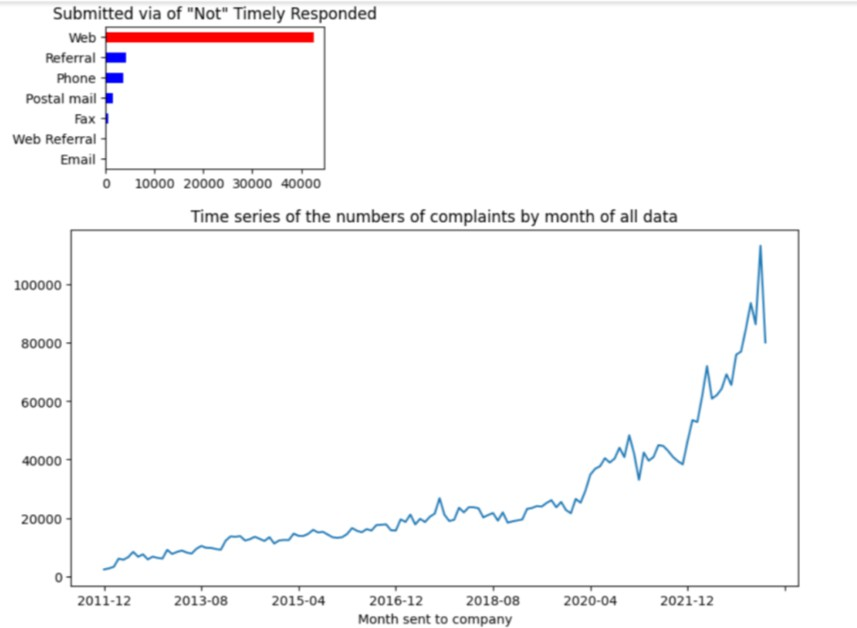 Submitted via of "Not" Timely Responded
Web
Referral
Phone
Postal mail
Fax
Web Referral
Email
0 10000 20000 30000 40000
Time series of the numbers of complaints by month of all data
100000
80000
60000
40000
20000
0
2011-12 2013-08 2015-04 2016-12 2018-08 2020-04 2021-12
Month sent to company